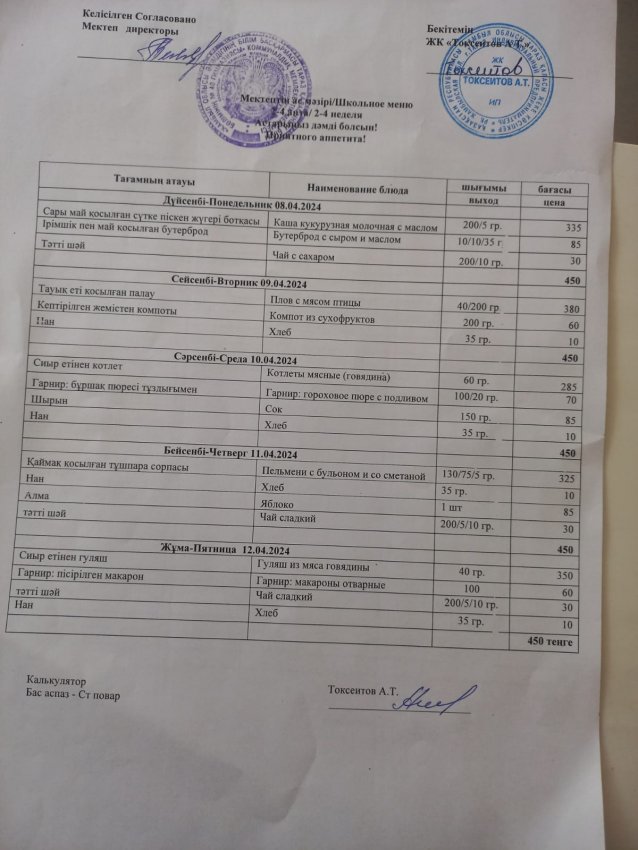 Келісілген Согласовано
Мектеп директоры
Бекітемін
ЖК «Токсеитов А.Т.»
Токсеитов
ЖК
ТОКСЕИТОВ А.Т.
ИП
Мектептің ас мәзірі/Школьное меню
2-4 апта/ 2-4 неделя
Астарыңыз дәмді болсын!
Приятного аппетита!
Тағамның атауы Наименование блюда шығымы выход бағасы цена
Дүйсенбі-Понедельник 08.04.2024
Сары май қосылған сүтке піскен жүгері ботқасы Каша кукурузная молочная с маслом 200/5 гр. 335
Ірімшік пен май қосылған бутерброд Бутерброд с сыром и маслом 10/10/35 г 85
Тәтті шәй Чай с сахаром 200/10 гр. 30
450
Сейсенбі-Вторник 09.04.2024
Тауық еті қосылған палау Плов с мясом птицы 40/200 гр 380
Кептірілген жемістен компоты Компот из сухофруктов 200 гр. 60
Нан Хлеб 35 гр. 10
450
Сәрсенбі-Среда 10.04.2024
Сиыр етінен котлет Котлеты мясные (говядина) 60 гр. 285
Гарнир: бұршақ пюресі тұздығымен Гарнир: гороховое пюре с подливом 100/20 гр. 70
Шырын Сок 150 гр. 85
Нан Хлеб 35 гр. 10
450
Бейсенбі-Четверг 11.04.2024
Қаймақ қосылған тұшпара сорпасы Пельмени с бульоном и со сметаной 130/75/5 гр. 325
Нан Хлеб 35 гр. 10
Алма Яблоко 1 шт 85
тәтті шәй Чай сладкий 200/5/10 гр. 30
450
Жұма-Пятница 12.04.2024
Сиыр етінен гуляш Гуляш из мяса говядины 40 гр. 350
Гарнир: пісірілген макарон Гарнир: макароны отварные 100 60
тәтті шәй Чай сладкий 200/5/10 гр. 30
Нан Хлеб 35 гр. 10
450 теңге
Калькулятор
Бас аспаз - Ст повар
Токсеитов А.Т.